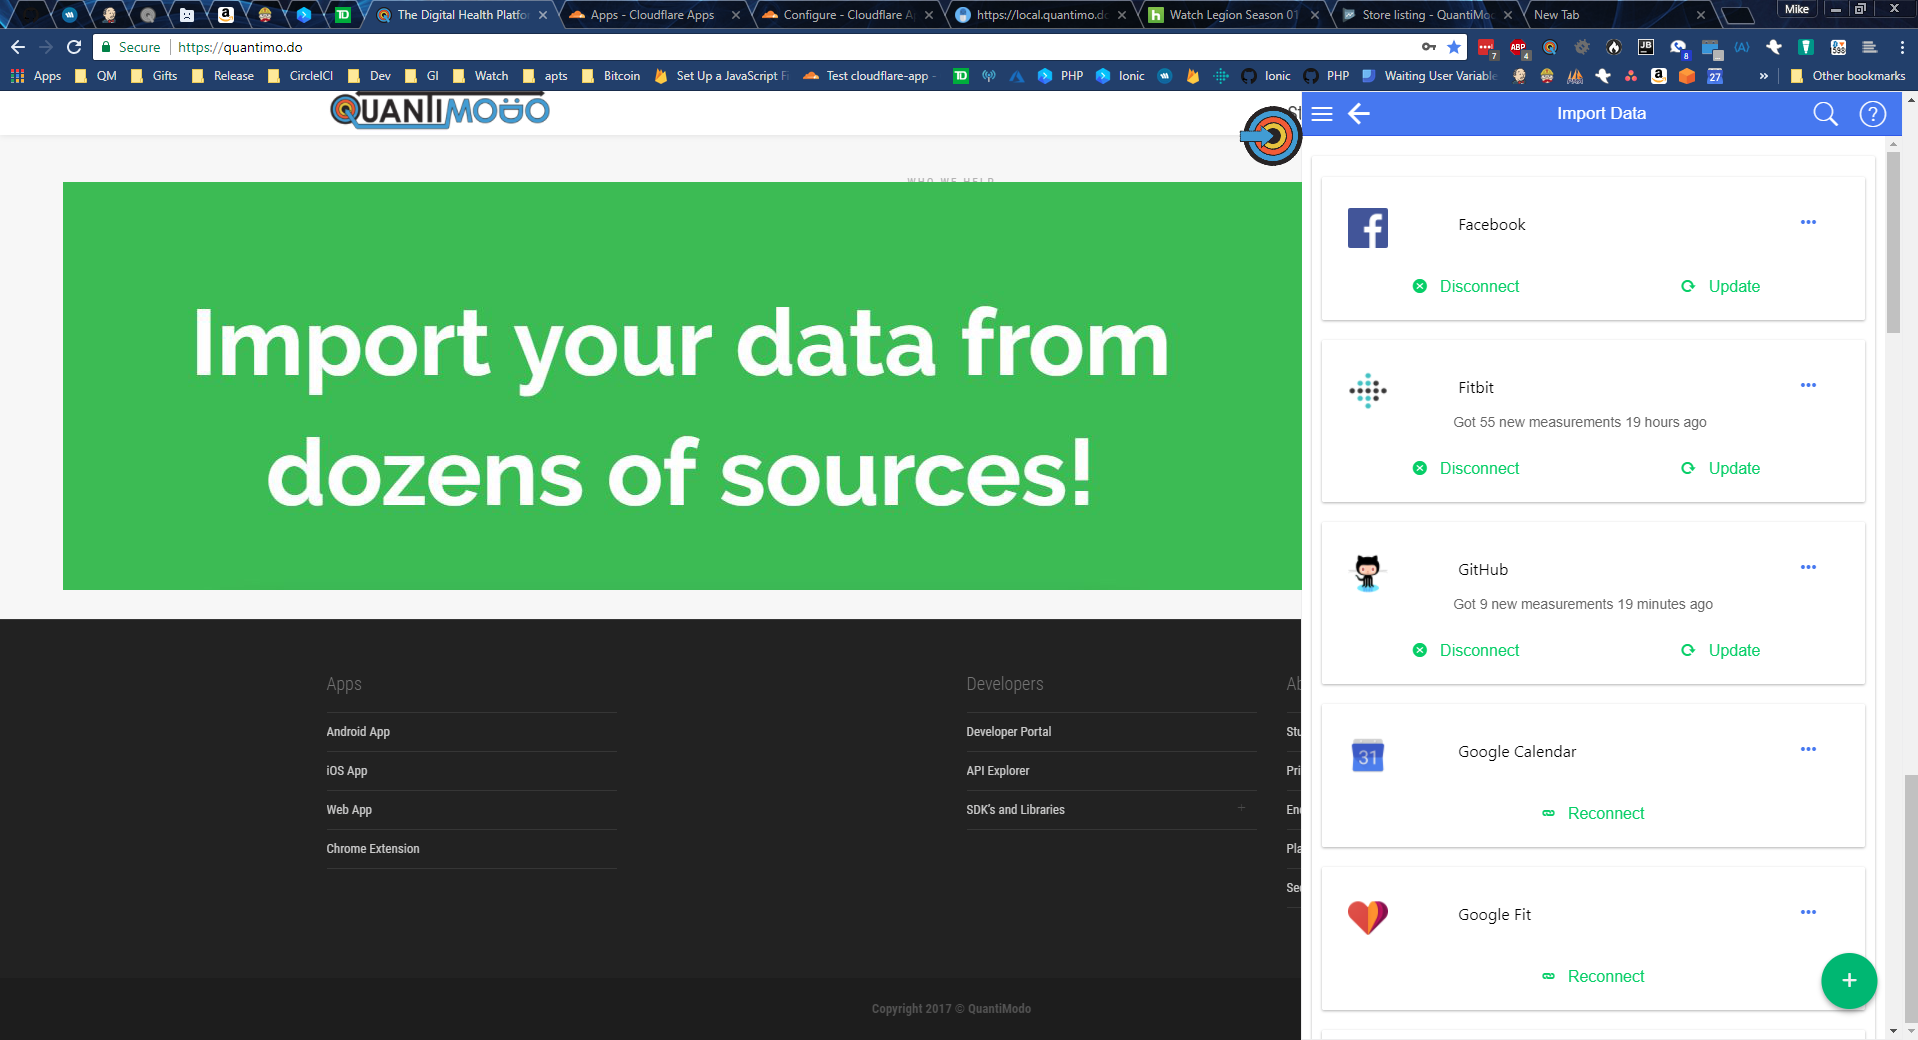 The Digital Health Platfo
Apps - Cloudflare Apps
Configure - Cloudflare A
https://local.quantimo.d
Watch Legion Season 01
Store listing - QuantiMo
New Tab
Mike
Secure
https://quantimo.do
Apps
QM
Gifts
Release
CircleICI
Dev
GI
Watch
apts
Bitcoin
Set Up a JavaScript F
Test cloudflare-app -
PHP
Ionic
Ionic
PHP
Waiting User Variable
»
Other bookmarks
QUANTIMODO
St
Import Data
WHO WE HELP
Import your data from
dozens of sources!
Facebook
Disconnect
Update
Fitbit
Got 55 new measurements 19 hours ago
Disconnect
Update
GitHub
Got 9 new measurements 19 minutes ago
Disconnect
Update
31
Google Calendar
Reconnect
Google Fit
Reconnect
+
Apps
Android App
iOS App
Web App
Chrome Extension
Developers
Developer Portal
API Explorer
SDK's and Libraries +
Ab
Stu
Pri
En
Pla
Se
Copyright 2017 © QuantiModo